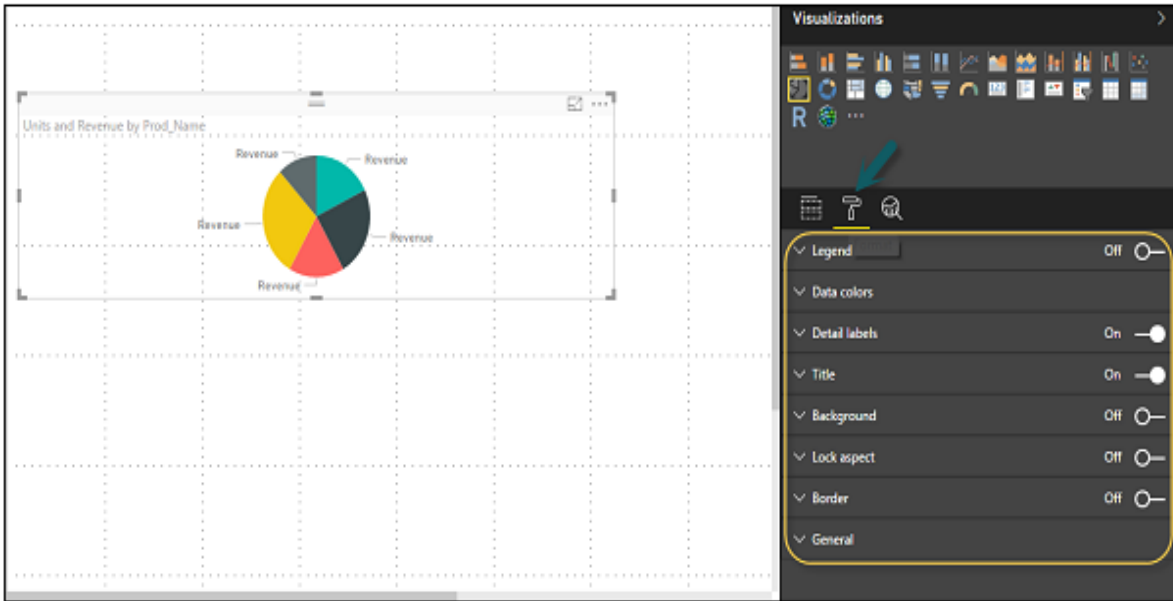 Visualizations
Units and Revenue by Prod_Name
Revenue
Revenue
Revenue
Revenue
Revenue
R
Legend Off
Data colors
Detail labels On
Title On
Background Off
Lock aspect Off
Border Off
General